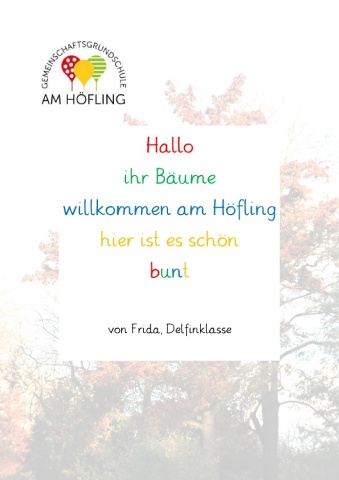 GEMEINSCHAFTSGRUNDSCHULE
AM HÖFLING
Hallo
ihr Bäume
willkommen am Höfling
hier ist es schön
bunt
von Frida, Delfinklasse